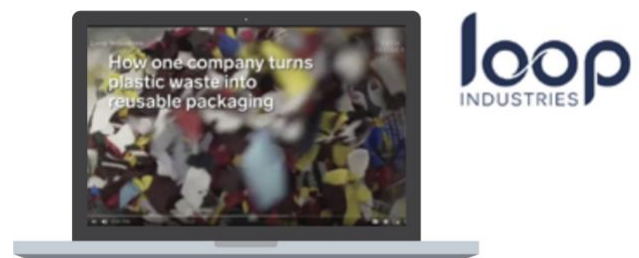 How one company turns
plastic waste into
reusable packaging
loop
INDUSTRIES